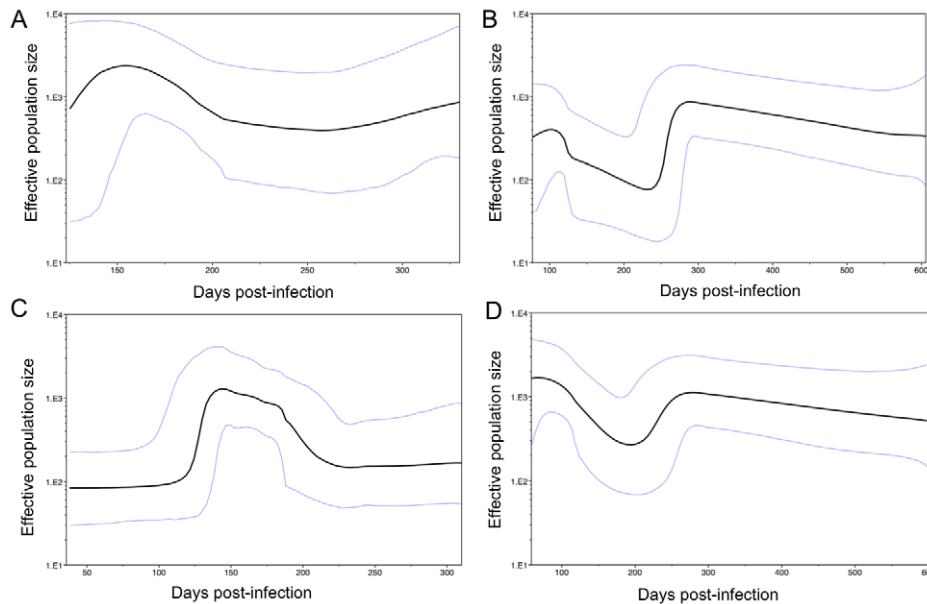 A
Effective population size
1.E4
1.E3
1.E2
1.E1
150
200
250
300
Days post-infection
B
Effective population size
1.E4
1.E3
1.E2
1.E1
100
200
300
400
500
600
Days post-infection
C
Effective population size
1.E4
1.E3
1.E2
1.E1
50
100
150
200
250
300
Days post-infection
D
Effective population size
1.E4
1.E3
1.E2
1.E1
100
200
300
400
500
600
Days post-infection